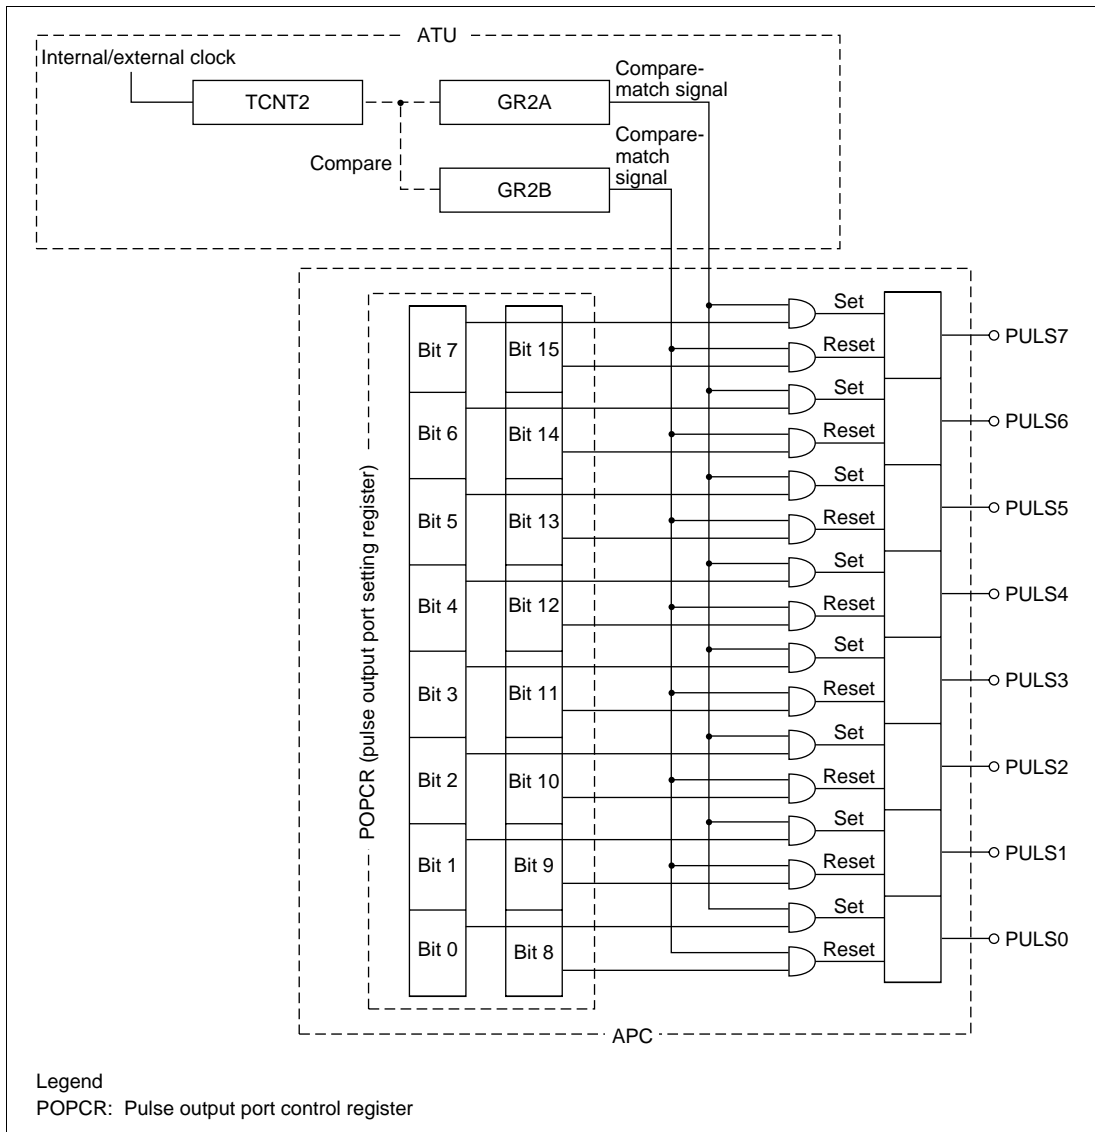 ATU
Internal/external clock
TCNT2
GR2A
Compare-
match signal
Compare
GR2B
Compare-
match
signal
POPCR (pulse output port setting register)
Bit 7
Bit 15
Set
Reset
PULS7
Bit 6
Bit 14
Set
Reset
PULS6
Bit 5
Bit 13
Set
Reset
PULS5
Bit 4
Bit 12
Set
Reset
PULS4
Bit 3
Bit 11
Set
Reset
PULS3
Bit 2
Bit 10
Set
Reset
PULS2
Bit 1
Bit 9
Set
Reset
PULS1
Bit 0
Bit 8
Set
Reset
PULS0
APC
Legend
POPCR: Pulse output port control register